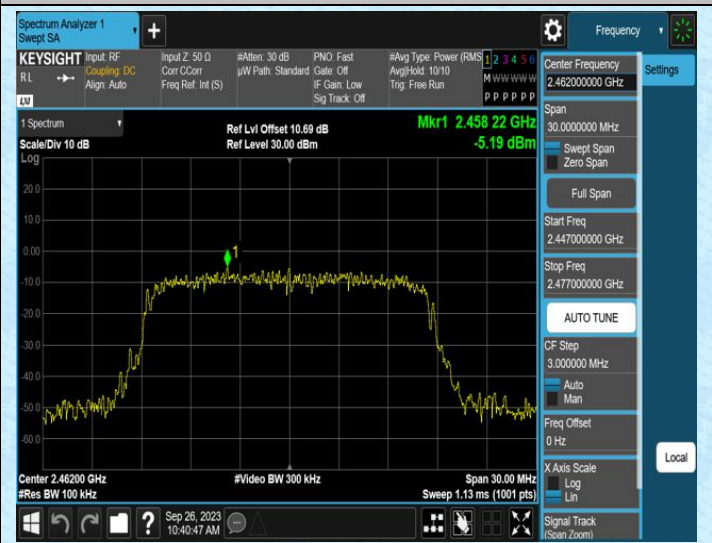 Spectrum Analyzer 1
Swept SA
+
Frequency
KEYSIGHT
RL
LXI
Input: RF
Coupling: DC
Align: Auto
Input Z: 50 Ω
Corr CCorr
Freq Ref: Int (S)
#Atten: 30 dB
µW Path: Standard
PNO: Fast
Gate: Off
IF Gain: Low
Sig Track: Off
#Avg Type: Power (RMS
Avg|Hold: 10/10
Trig: Free Run
1 2 3 4 5 6
M W W W W W
P P P P P P
1 Spectrum
Scale/Div 10 dB
Log
Ref Lvl Offset 10.69 dB
Ref Level 30.00 dBm
Mkr1 2.458 22 GHz
-5.19 dBm
20.0
10.0
0.00
-10.0
-20.0
-30.0
-40.0
-50.0
-60.0
1
Center 2.46200 GHz
#Res BW 100 kHz
#Video BW 300 kHz
Span 30.00 MHz
Sweep 1.13 ms (1001 pts)
?
Sep 26, 2023
10:40:47 AM
Center Frequency
2.462000000 GHz
Span
30.0000000 MHz
Swept Span
Zero Span
Full Span
Start Freq
2.447000000 GHz
Stop Freq
2.477000000 GHz
AUTO TUNE
CF Step
3.000000 MHz
Auto
Man
Freq Offset
0 Hz
X Axis Scale
Log
Lin
Signal Track
(Span Zoom)
Settings
Local